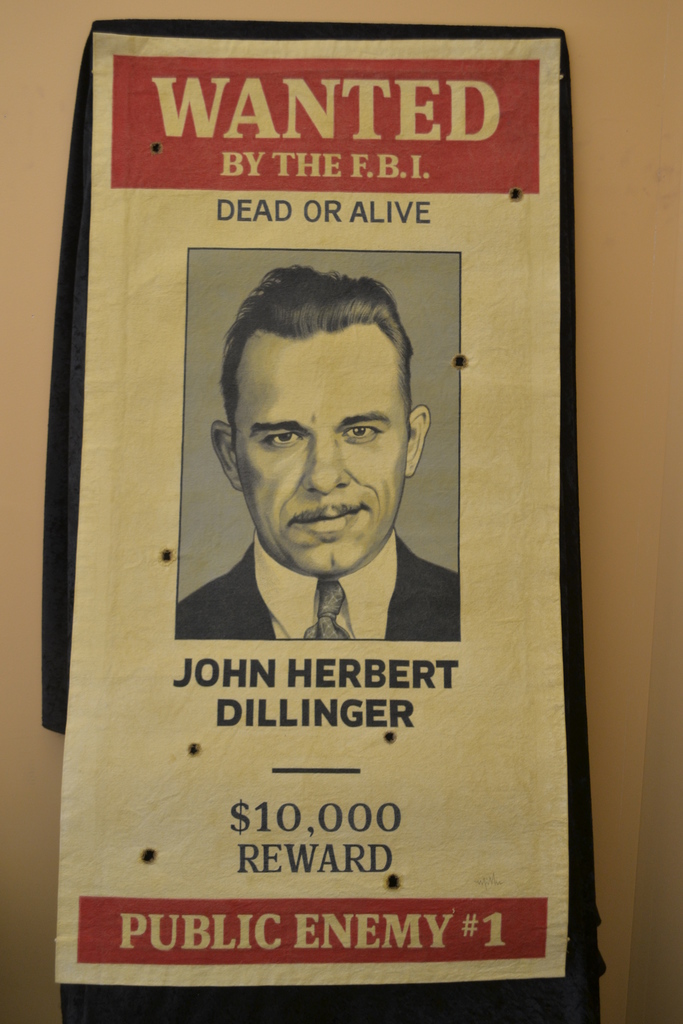 WANTED
BY THE F.B.I.
DEAD OR ALIVE
JOHN HERBERT
DILLINGER
$10,000
REWARD
PUBLIC ENEMY #1